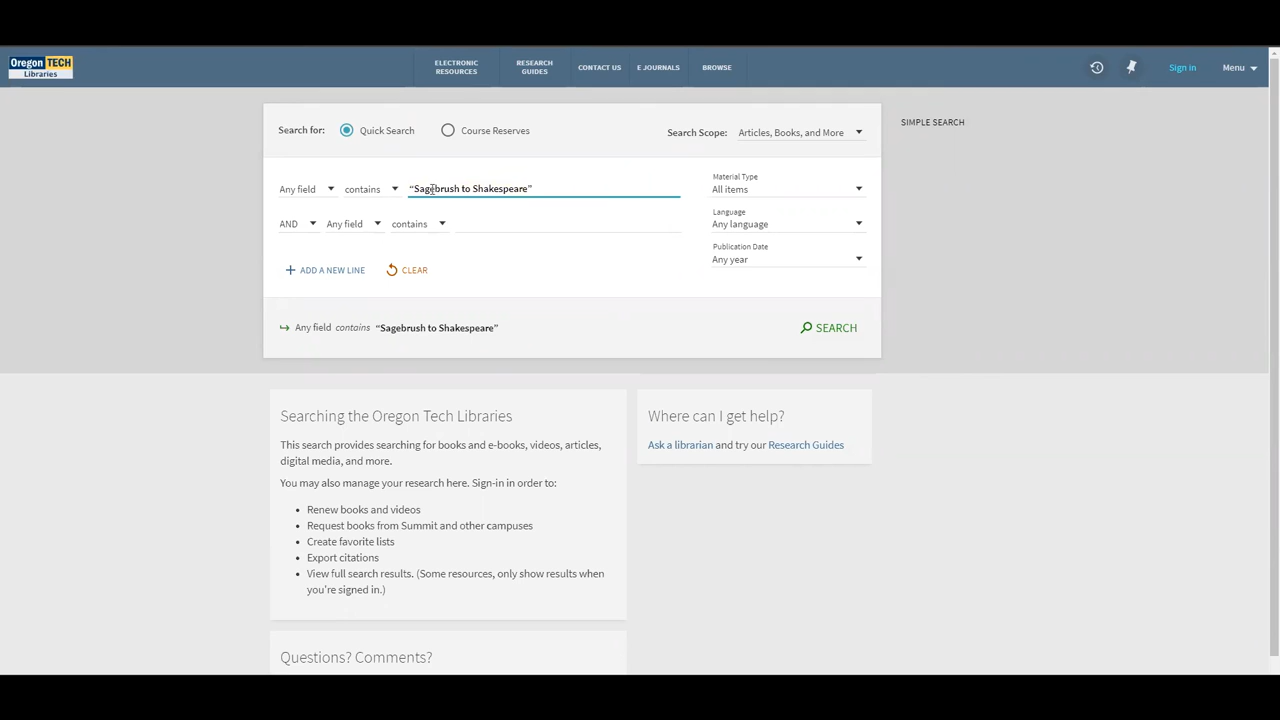 Oregon TECH
Libraries
ELECTRONIC
RESOURCES
RESEARCH
GUIDES
CONTACT US
E JOURNALS
BROWSE
Sign in
Menu
Search for:
Quick Search
Course Reserves
Search Scope:
Articles, Books, and More
SIMPLE SEARCH
Any field
contains
“Sagebrush to Shakespeare”
Material Type
All items
AND
Any field
contains
Language
Any language
Publication Date
Any year
ADD A NEW LINE
CLEAR
Any field contains “Sagebrush to Shakespeare”
SEARCH
Searching the Oregon Tech Libraries
This search provides searching for books and e-books, videos, articles,
digital media, and more.
You may also manage your research here. Sign-in in order to:
• Renew books and videos
• Request books from Summit and other campuses
• Create favorite lists
• Export citations
• View full search results. (Some resources, only show results when
you're signed in.)
Where can I get help?
Ask a librarian and try our Research Guides
Questions? Comments?